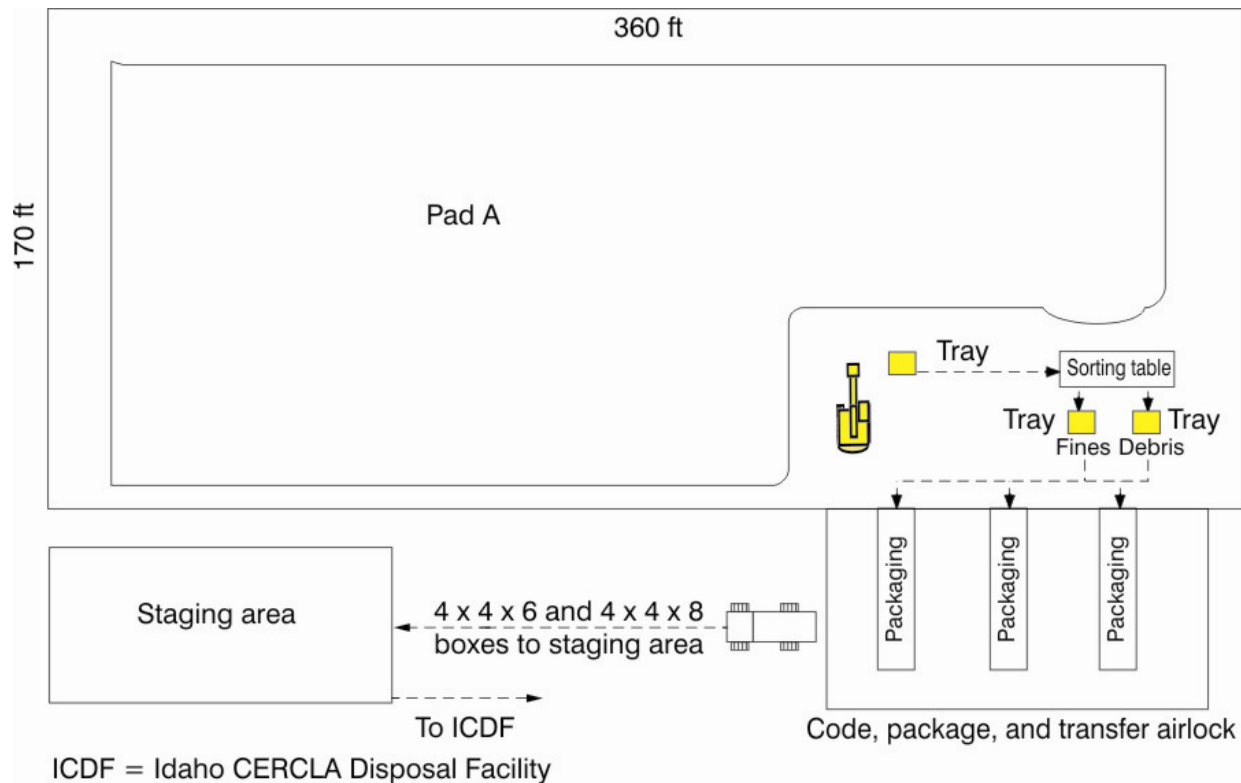 360 ft
170 ft
Pad A
Tray
Sorting table
Tray
Tray
Fines
Debris
Packaging
Packaging
Packaging
Staging area
4 x 4 x 6 and 4 x 4 x 8
boxes to staging area
To ICDF
Code, package, and transfer airlock
ICDF = Idaho CERCLA Disposal Facility